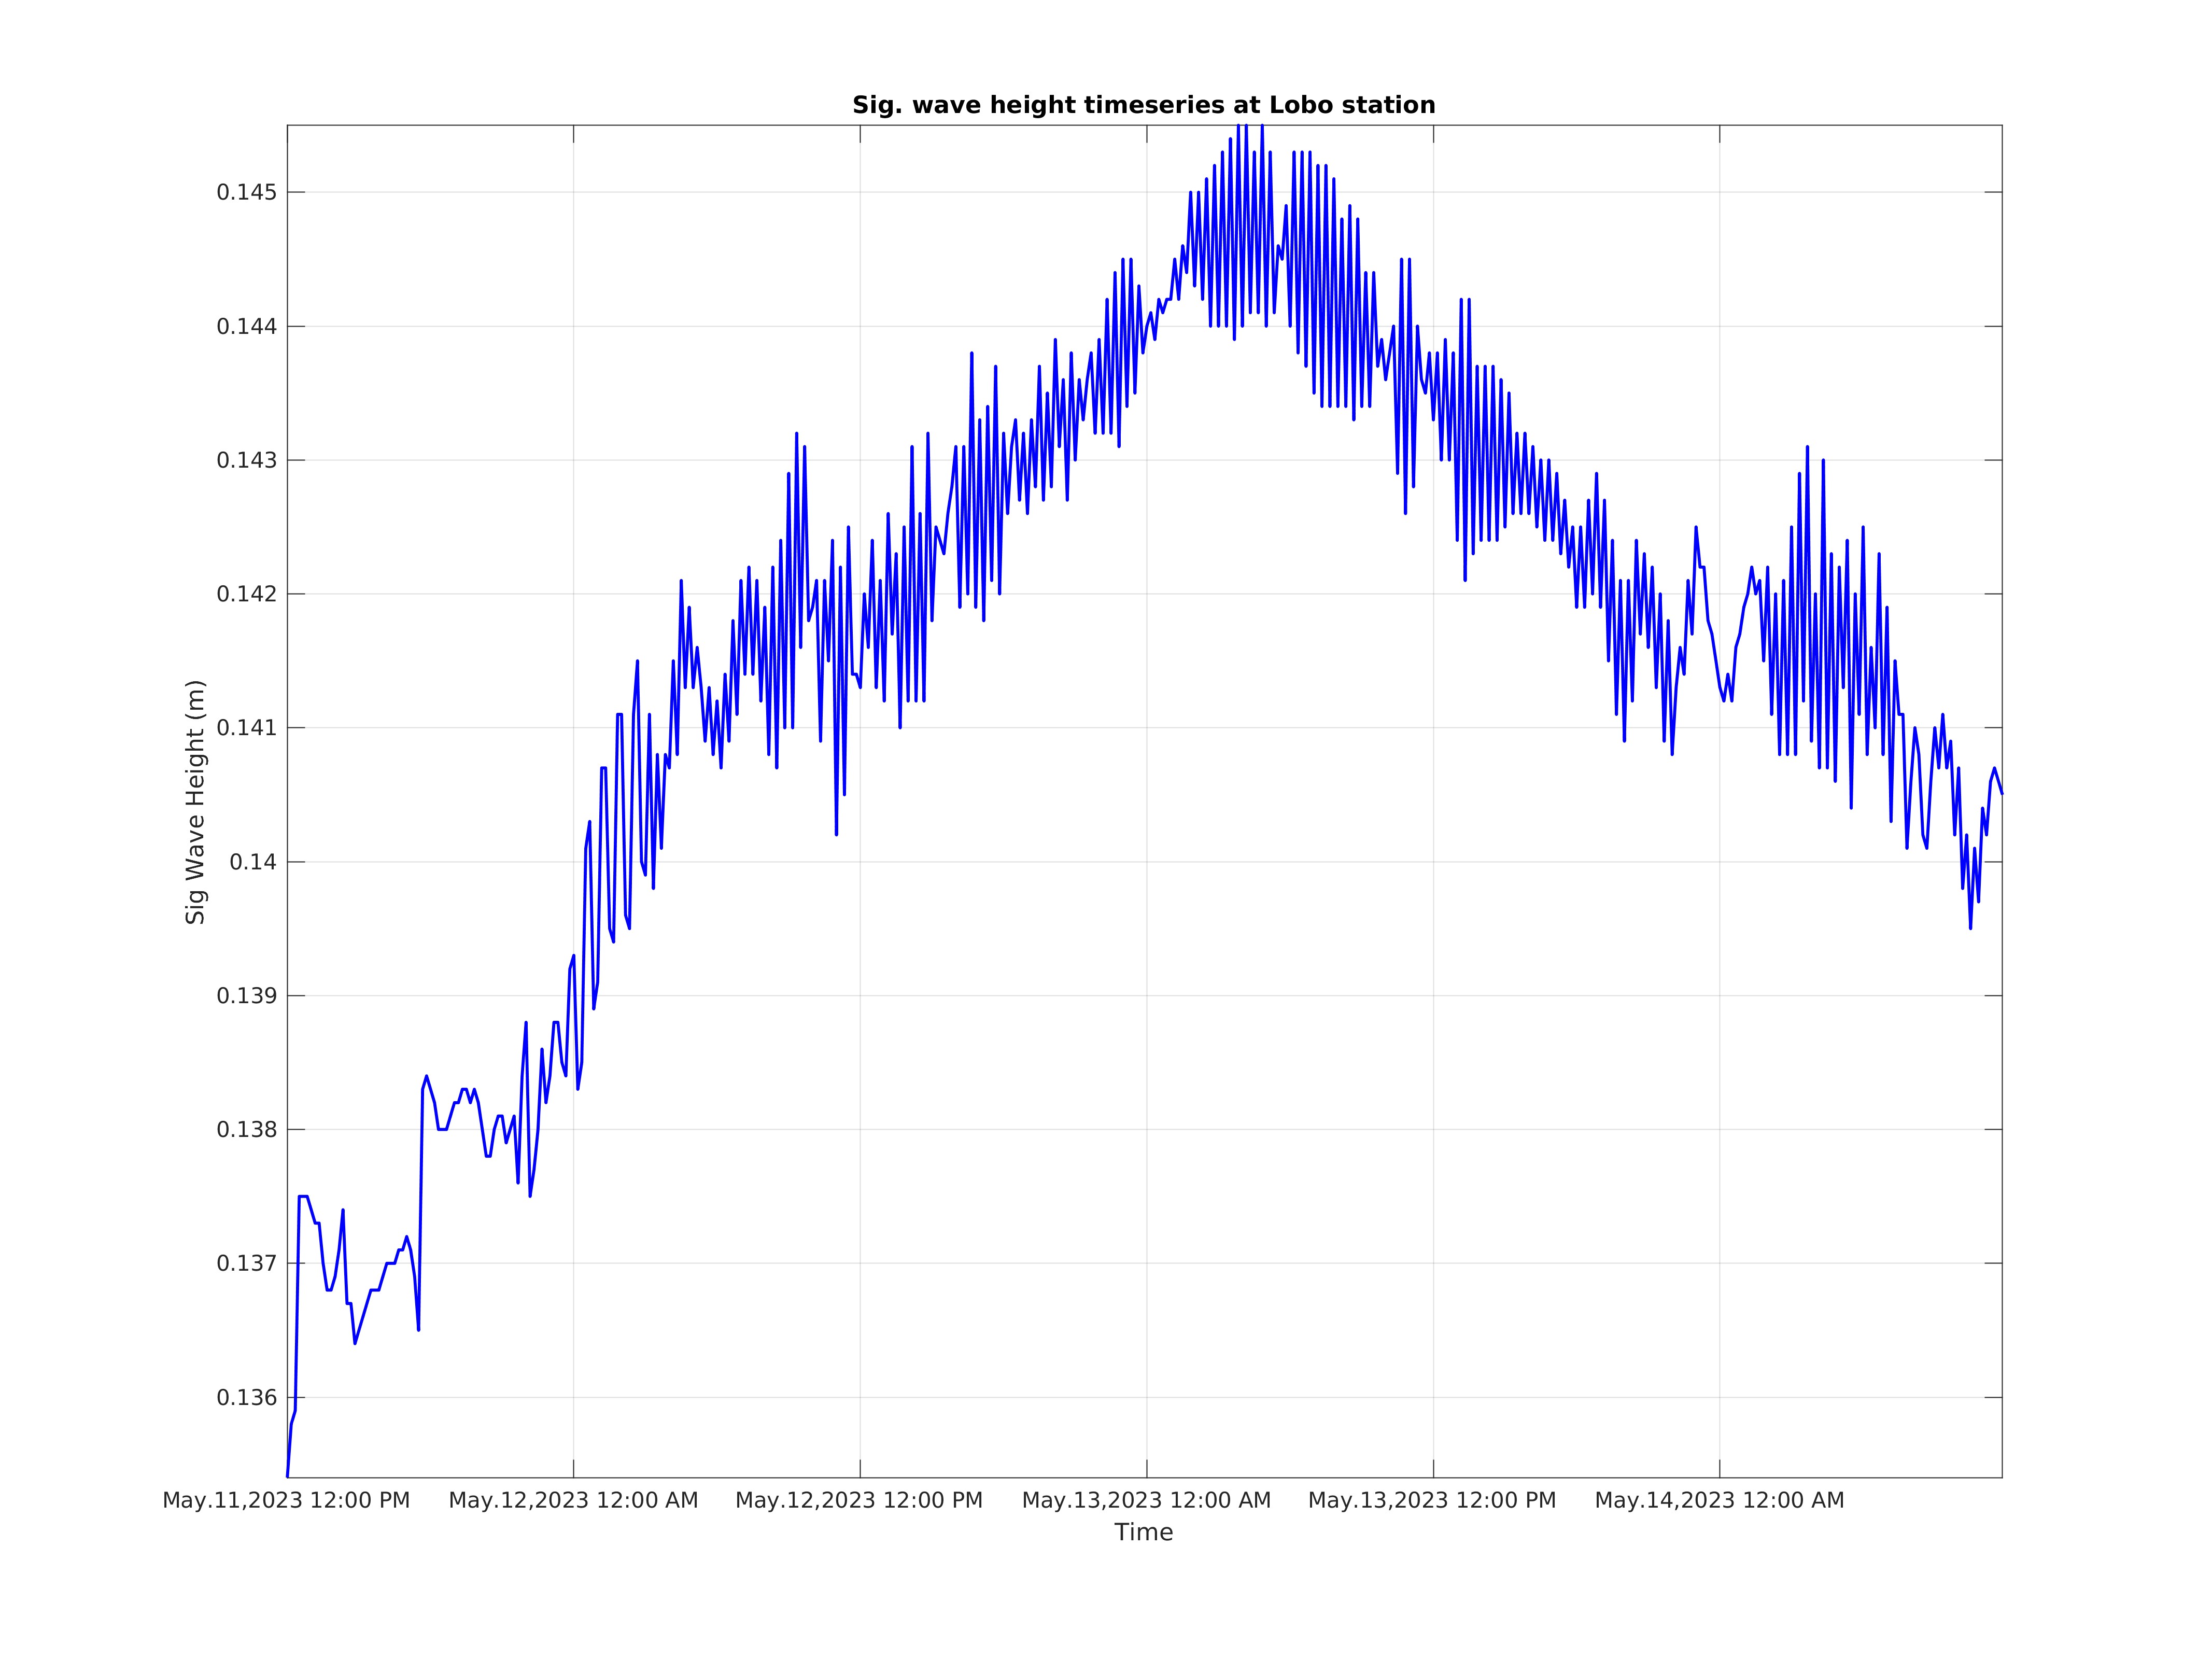 Sig. wave height timeseries at Lobo station
0.145
0.144
0.143
0.142
0.141
0.14
0.139
0.138
0.137
0.136
Sig Wave Height (m)
May.11,2023 12:00 PM
May.12,2023 12:00 AM
May.12,2023 12:00 PM
May.13,2023 12:00 AM
May.13,2023 12:00 PM
May.14,2023 12:00 AM
Time